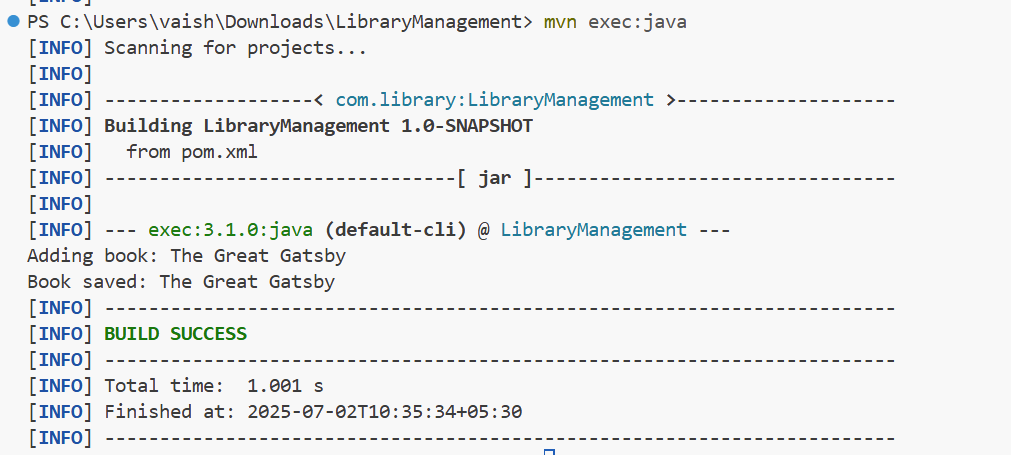 PS C:\Users\vaish\Downloads\LibraryManagement> mvn exec:java
[INFO] Scanning for projects...
[INFO]
[INFO] -------------------< com.library:LibraryManagement >--------------------
[INFO] Building LibraryManagement 1.0-SNAPSHOT
[INFO]   from pom.xml
[INFO] --------------------------------[ jar ]---------------------------------
[INFO]
[INFO] --- exec:3.1.0:java (default-cli) @ LibraryManagement ---
Adding book: The Great Gatsby
Book saved: The Great Gatsby
[INFO] ------------------------------------------------------------------------
[INFO] BUILD SUCCESS
[INFO] ------------------------------------------------------------------------
[INFO] Total time:  1.001 s
[INFO] Finished at: 2025-07-02T10:35:34+05:30
[INFO] ------------------------------------------------------------------------